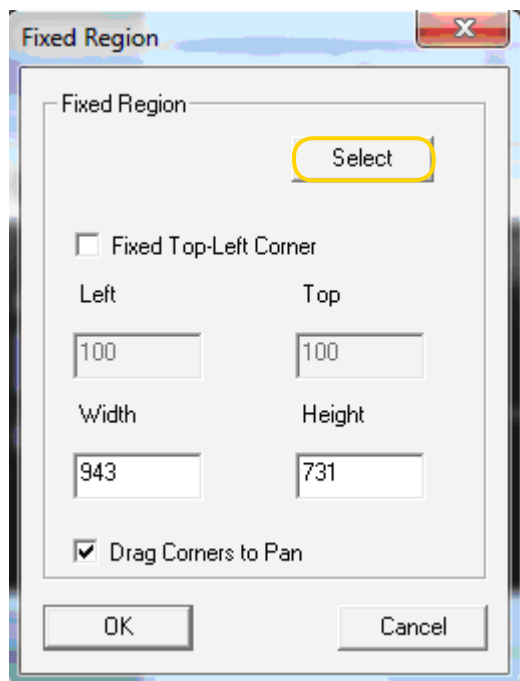 Fixed Region
Fixed Region
Select
Fixed Top-Left Corner
Left Top
100 100
Width Height
943 731
Drag Corners to Pan
OK Cancel